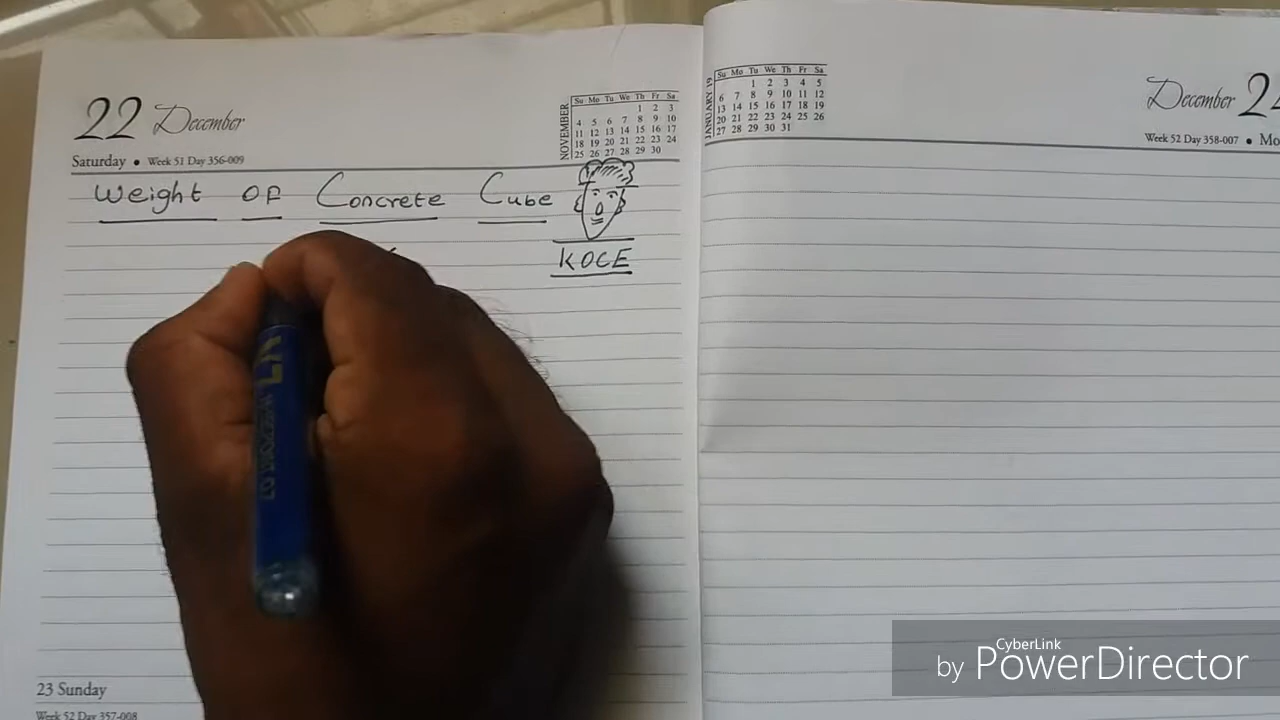 22 December
Saturday • Week 51 Day 356-009
NOVEMBER
Su Mo Tu We Th Fr Sa
1 2 3
4 5 6 7 8 9 10
11 12 13 14 15 16 17
18 19 20 21 22 23 24
25 26 27 28 29 30
Weight OF Concrete Cube
KOCE
23 Sunday
Week 52 Day 357-008
JANUARY 19
Su Mo Tu We Th Fr Sa
1 2 3 4 5
6 7 8 9 10 11 12
13 14 15 16 17 18 19
20 21 22 23 24 25 26
27 28 29 30 31
December
Week 52 Day 358-007 • Mo
V7
CyberLink
by PowerDirector